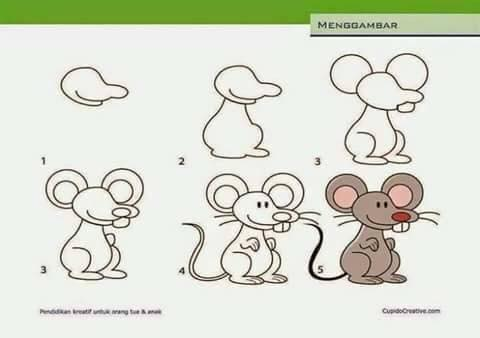 MENGGAMBAR
1
2
3
3
4
5
Pendidikan kreatif untuk orang tua & anak
CupidoCreative.com